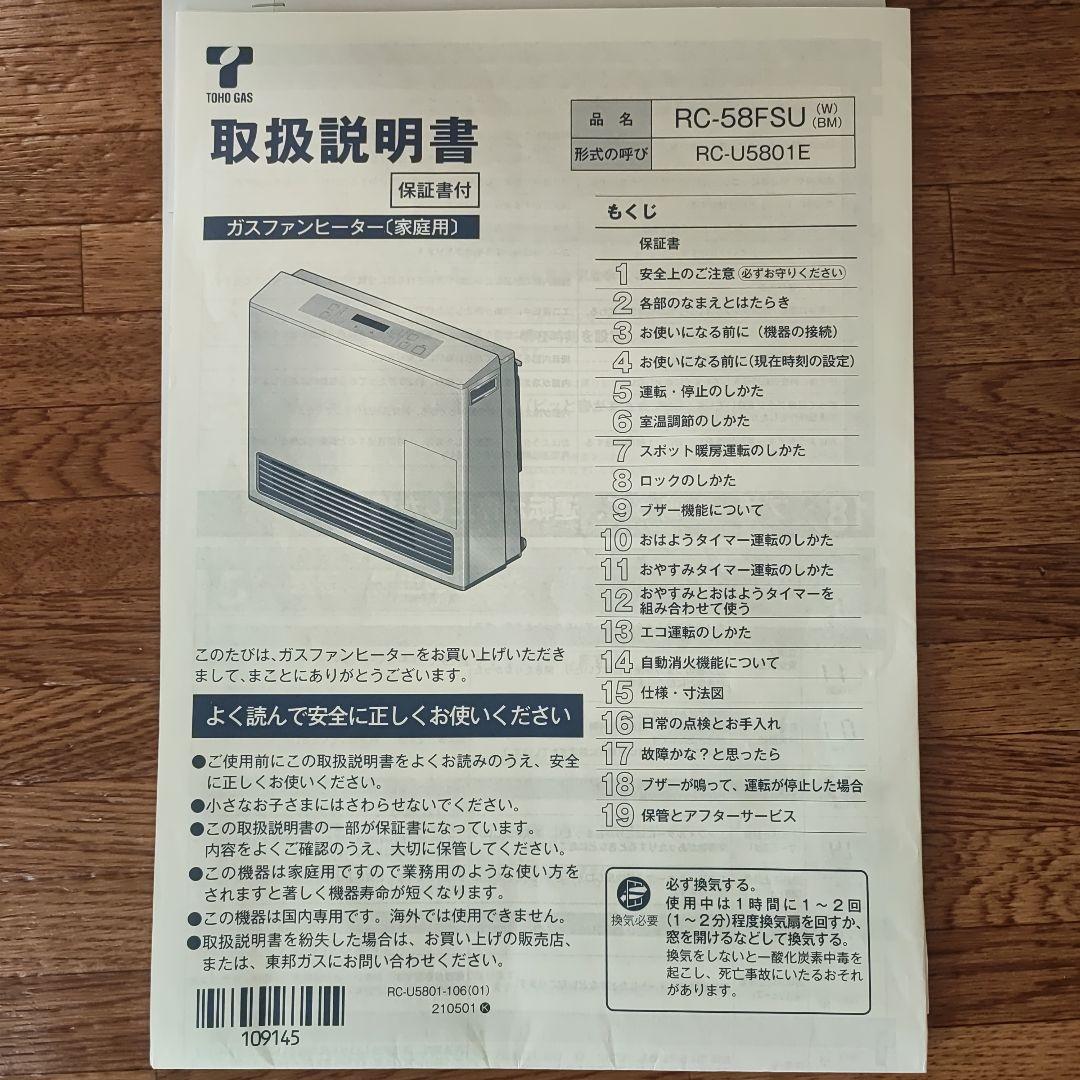 TOHO GAS
取扱説明書
保証書付
ガスファンヒーター〔家庭用〕
品 名 RC-58FSU (W) (BM)
形式の呼び RC-U5801E
もくじ
保証書
1 安全上のご注意 必ずお守りください
2 各部のなまえとはたらき
3 お使いになる前に（機器の接続）
4 お使いになる前に（現在時刻の設定）
5 運転・停止のしかた
6 室温調節のしかた
7 スポット暖房運転のしかた
8 ロックのしかた
9 ブザー機能について
10 おはようタイマー運転のしかた
11 おやすみタイマー運転のしかた
12 おやすみとおはようタイマーを
組み合わせて使う
13 エコ運転のしかた
14 自動消火機能について
15 仕様・寸法図
16 日常の点検とお手入れ
17 故障かな？と思ったら
18 ブザーが鳴って、運転が停止した場合
19 保管とアフターサービス
このたびは、ガスファンヒーターをお買い上げいただき
まして、まことにありがとうございます。
よく読んで安全に正しくお使いください
●ご使用前にこの取扱説明書をよくお読みのうえ、安全
に正しくお使いください。
●小さなお子さまにはさわらせないでください。
●この取扱説明書の一部が保証書になっています。
内容をよくご確認のうえ、大切に保管してください。
●この機器は家庭用ですので業務用のような使い方を
されますと著しく機器寿命が短くなります。
●この機器は国内専用です。海外では使用できません。
●取扱説明書を紛失した場合は、お買い上げの販売店、
または、東邦ガスにお問い合わせください。
換気必要
必ず換気する。
使用中は１時間に１～２回
（１～２分）程度換気扇を回すか、
窓を開けるなどして換気する。
換気をしないと一酸化炭素中毒を
起こし、死亡事故にいたるおそれ
があります。
RC-U5801-106(01)
210501 K
109145